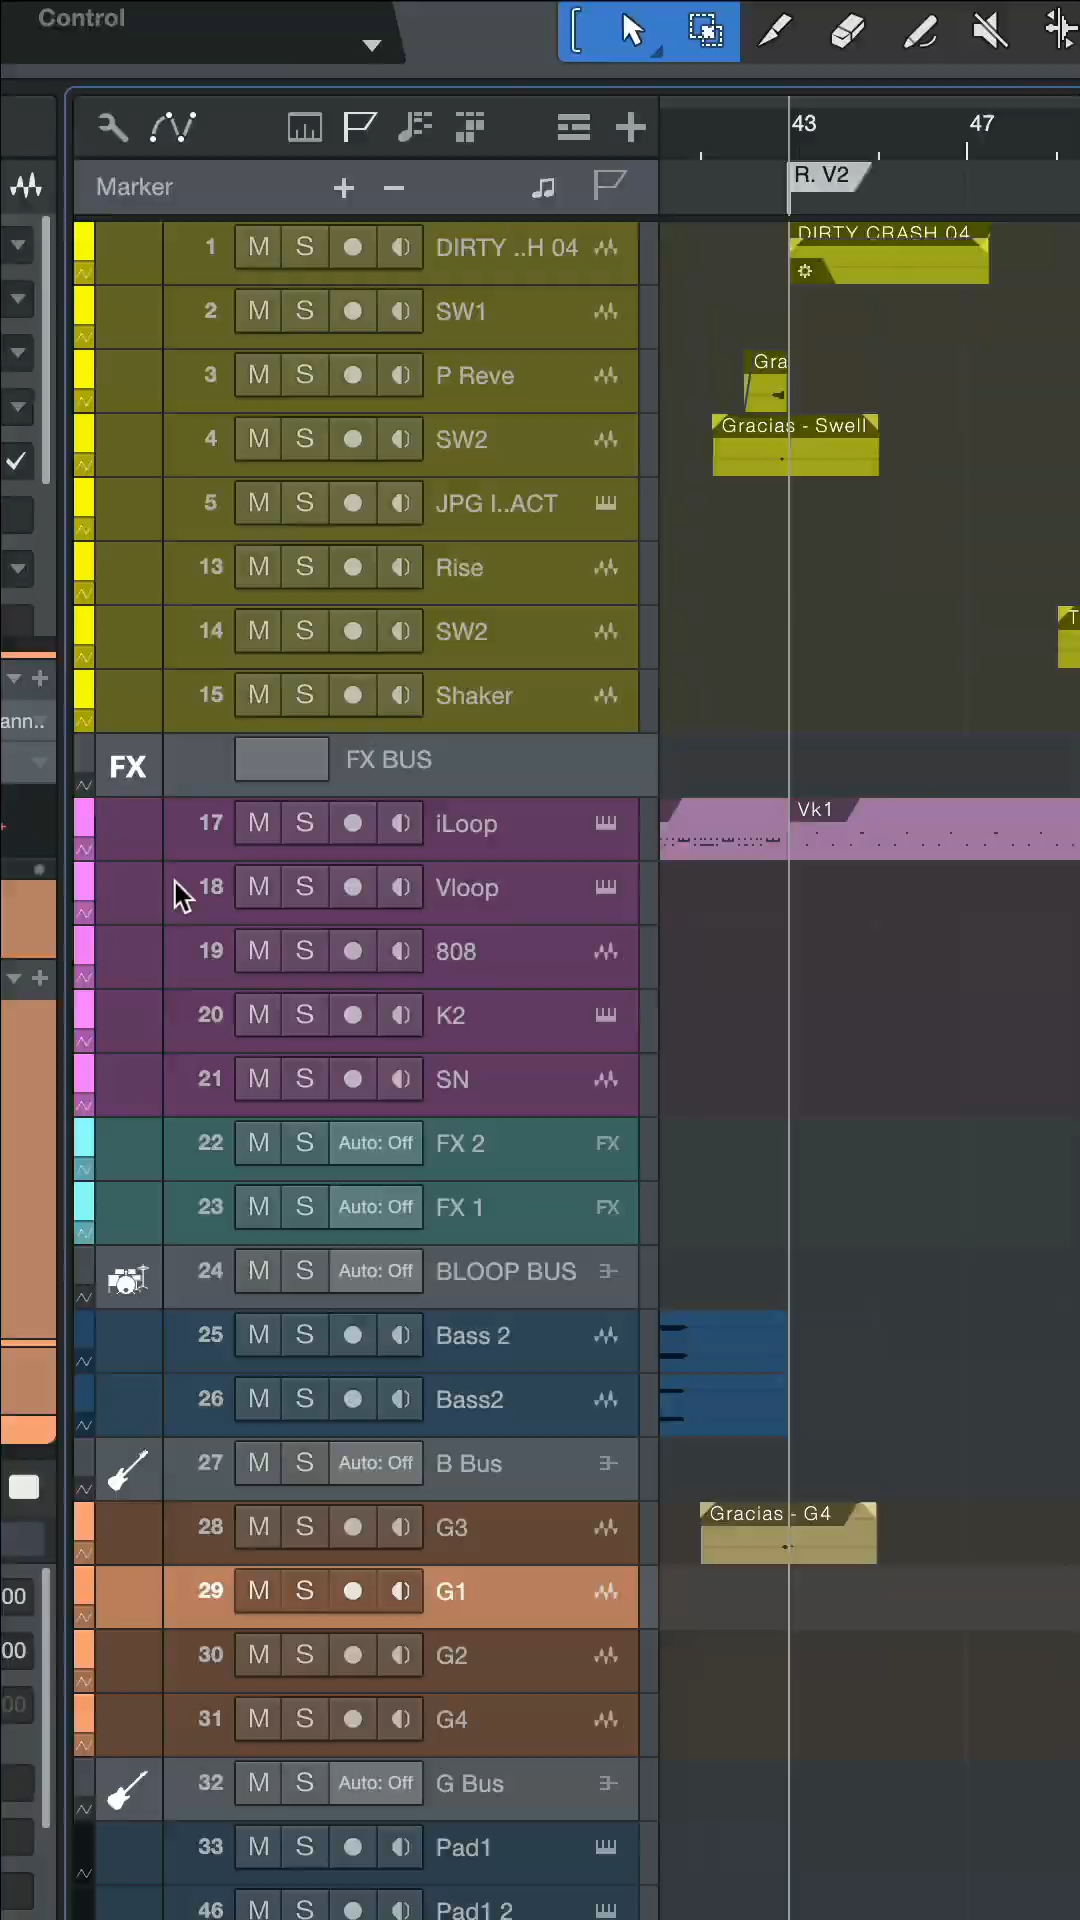 Control
43 47
Marker + −
R. V2
1 M S DIRTY ..H 04
DIRTY CRASH 04
2 M S SW1
3 M S P Reve
Gra
4 M S SW2
Gracias - Swell
5 M S JPG I..ACT
13 M S Rise
14 M S SW2
T
15 M S Shaker
ann..
FX FX BUS
17 M S iLoop
Vk1
18 M S Vloop
19 M S 808
20 M S K2
21 M S SN
22 M S Auto: Off FX 2 FX
23 M S Auto: Off FX 1 FX
24 M S Auto: Off BLOOP BUS
25 M S Bass 2
26 M S Bass2
27 M S Auto: Off B Bus
28 M S G3
Gracias - G4
00 29 M S G1
00 30 M S G2
00 31 M S G4
32 M S Auto: Off G Bus
33 M S Pad1
46 M S Pad1 2